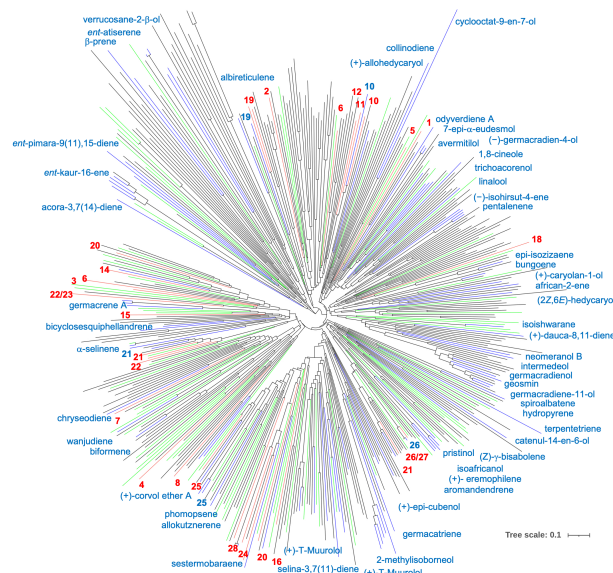 cyclooctat-9-en-7-ol
verrucosane-2-β-ol
ent-atiserene
β-prene
collinodiene
(+)-allohedycaryol
albireticulene
2
12
10
19
11
10
6
19
odyverdiene A
1
5
7-epi-α-eudesmol
(−)-germacradien-4-ol
avermitilol
ent-pimara-9(11),15-diene
1,8-cineole
trichoacorenol
ent-kaur-16-ene
linalool
(−)-isohirsut-4-ene
acora-3,7(14)-diene
pentalenene
18
20
epi-isozizaene
bungoene
14
(+)-caryolan-1-ol
3
6
african-2-ene
22/23
(2Z,6E)-hedycaryo
germacrene A
15
isoishwarane
bicyclosesquiphellandrene
(+)-dauca-8,11-diene
α-selinene
21
21
22
neomeranol B
intermedeol
germacradienol
geosmin
germacradiene-11-ol
spiroalbatene
hydropyrene
chryseodiene
7
terpentetriene
wanjudiene
catenul-14-en-6-ol
biformene
26
pristinol
(Z)-γ-bisabolene
26/27
isoafricanol
21
(+)- eremophilene
aromandendrene
4
8
25
(+)-corvol ether A
25
(+)-epi-cubenol
phomopsene
allokutznerene
germacatriene
Tree scale: 0.1
28
24
20
16
(+)-T-Muurolol
2-methylisoborneol
sestermobaraene
selina-3,7(11)-diene
(+)-T-Muurolol